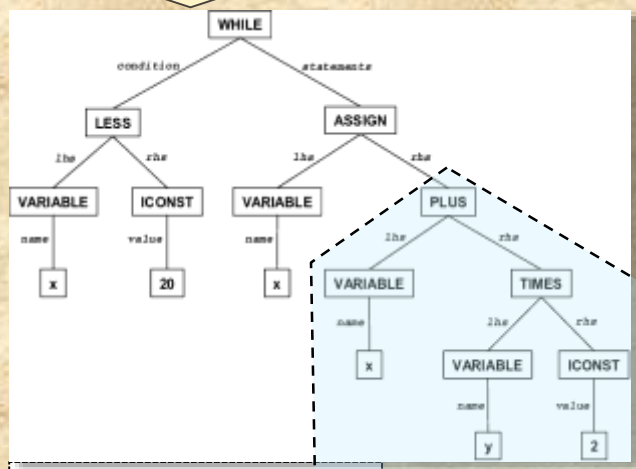 WHILE
condition statements
LESS ASSIGN
lhs rhs lhs rhs
VARIABLE ICONST VARIABLE PLUS
name value name lhs rhs
x 20 x VARIABLE TIMES
name lhs rhs
x VARIABLE ICONST
name value
y 2